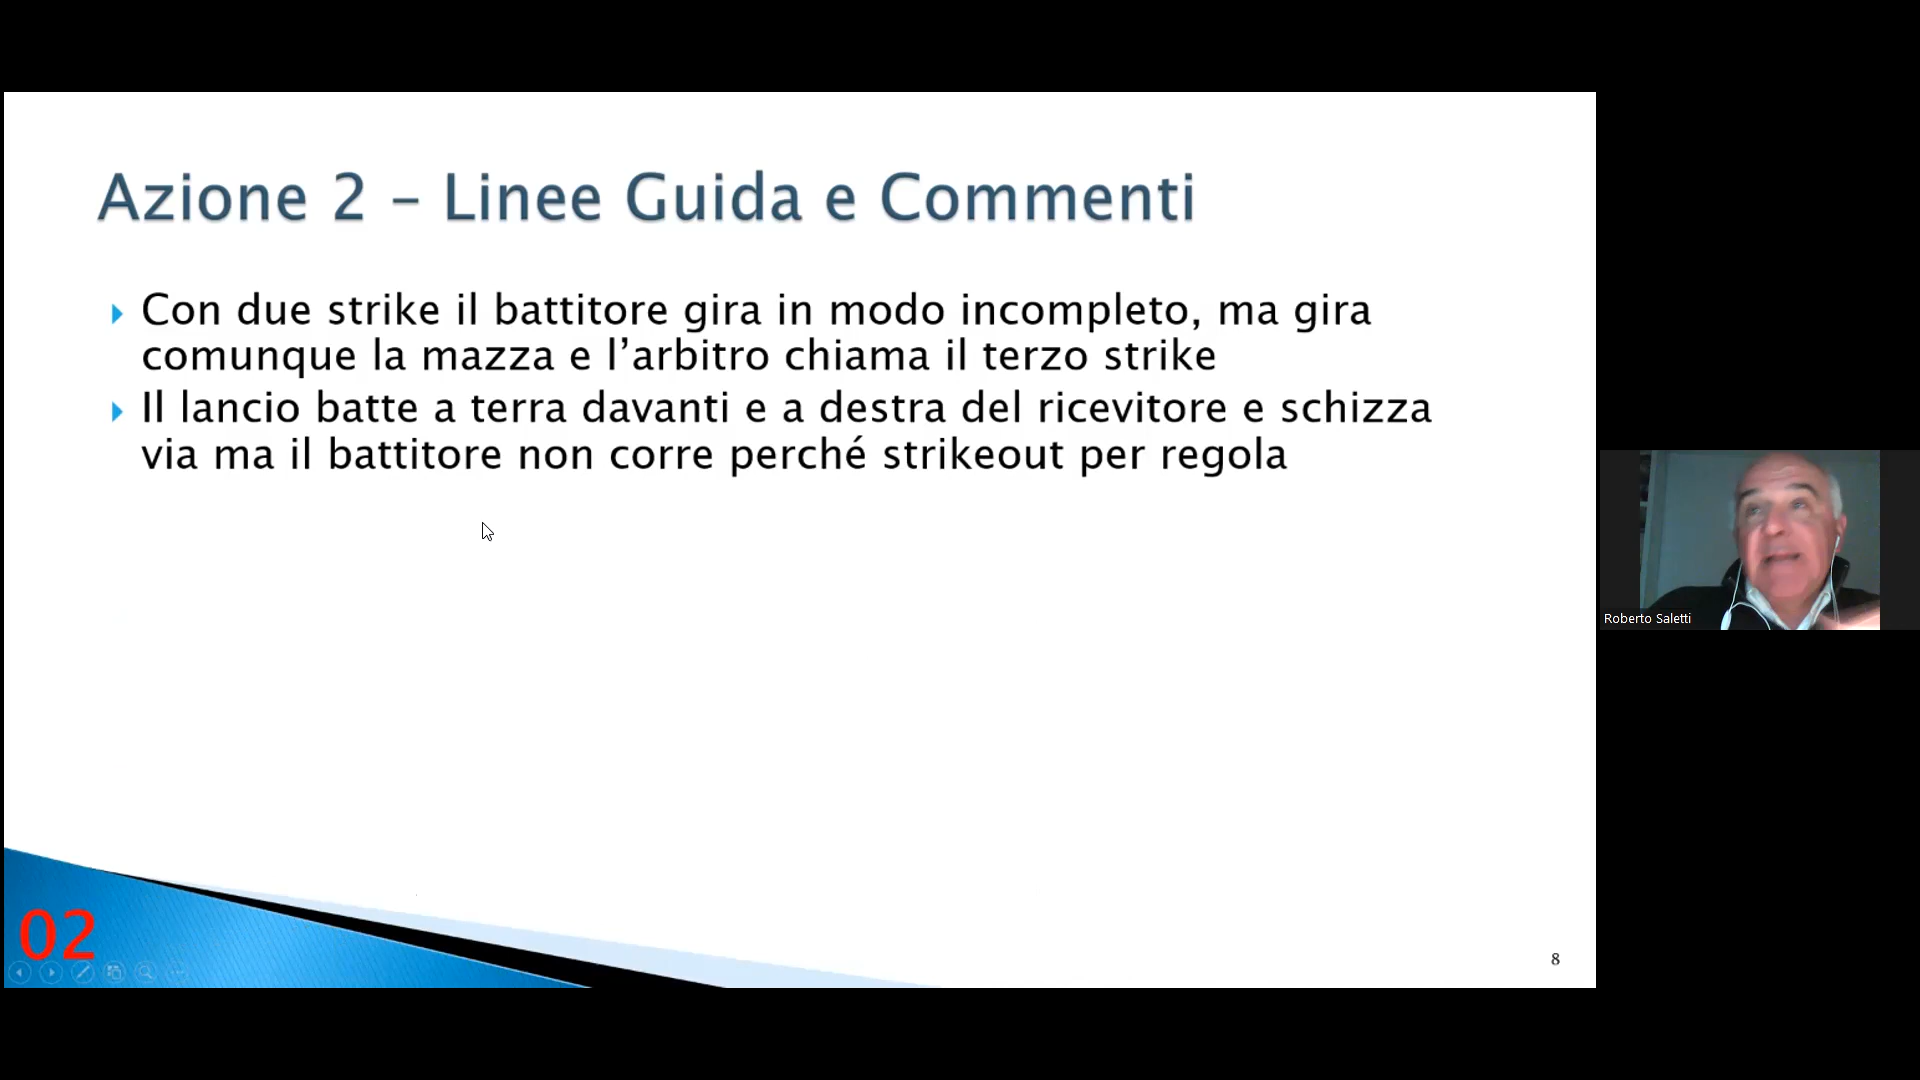 Azione 2 – Linee Guida e Commenti
Con due strike il battitore gira in modo incompleto, ma gira
comunque la mazza e l’arbitro chiama il terzo strike
Il lancio batte a terra davanti e a destra del ricevitore e schizza
via ma il battitore non corre perché strikeout per regola
Roberto Saletti
02
8